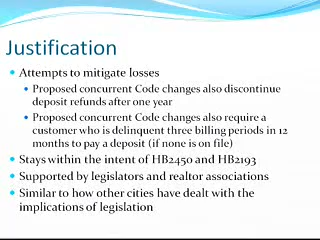 Justification
Attempts to mitigate losses
Proposed concurrent Code changes also discontinue
deposit refunds after one year
Proposed concurrent Code changes also require a
customer who is delinquent three billing periods in 12
months to pay a deposit (if none is on file)
Stays within the intent of HB2450 and HB2193
Supported by legislators and realtor associations
Similar to how other cities have dealt with the
implications of legislation